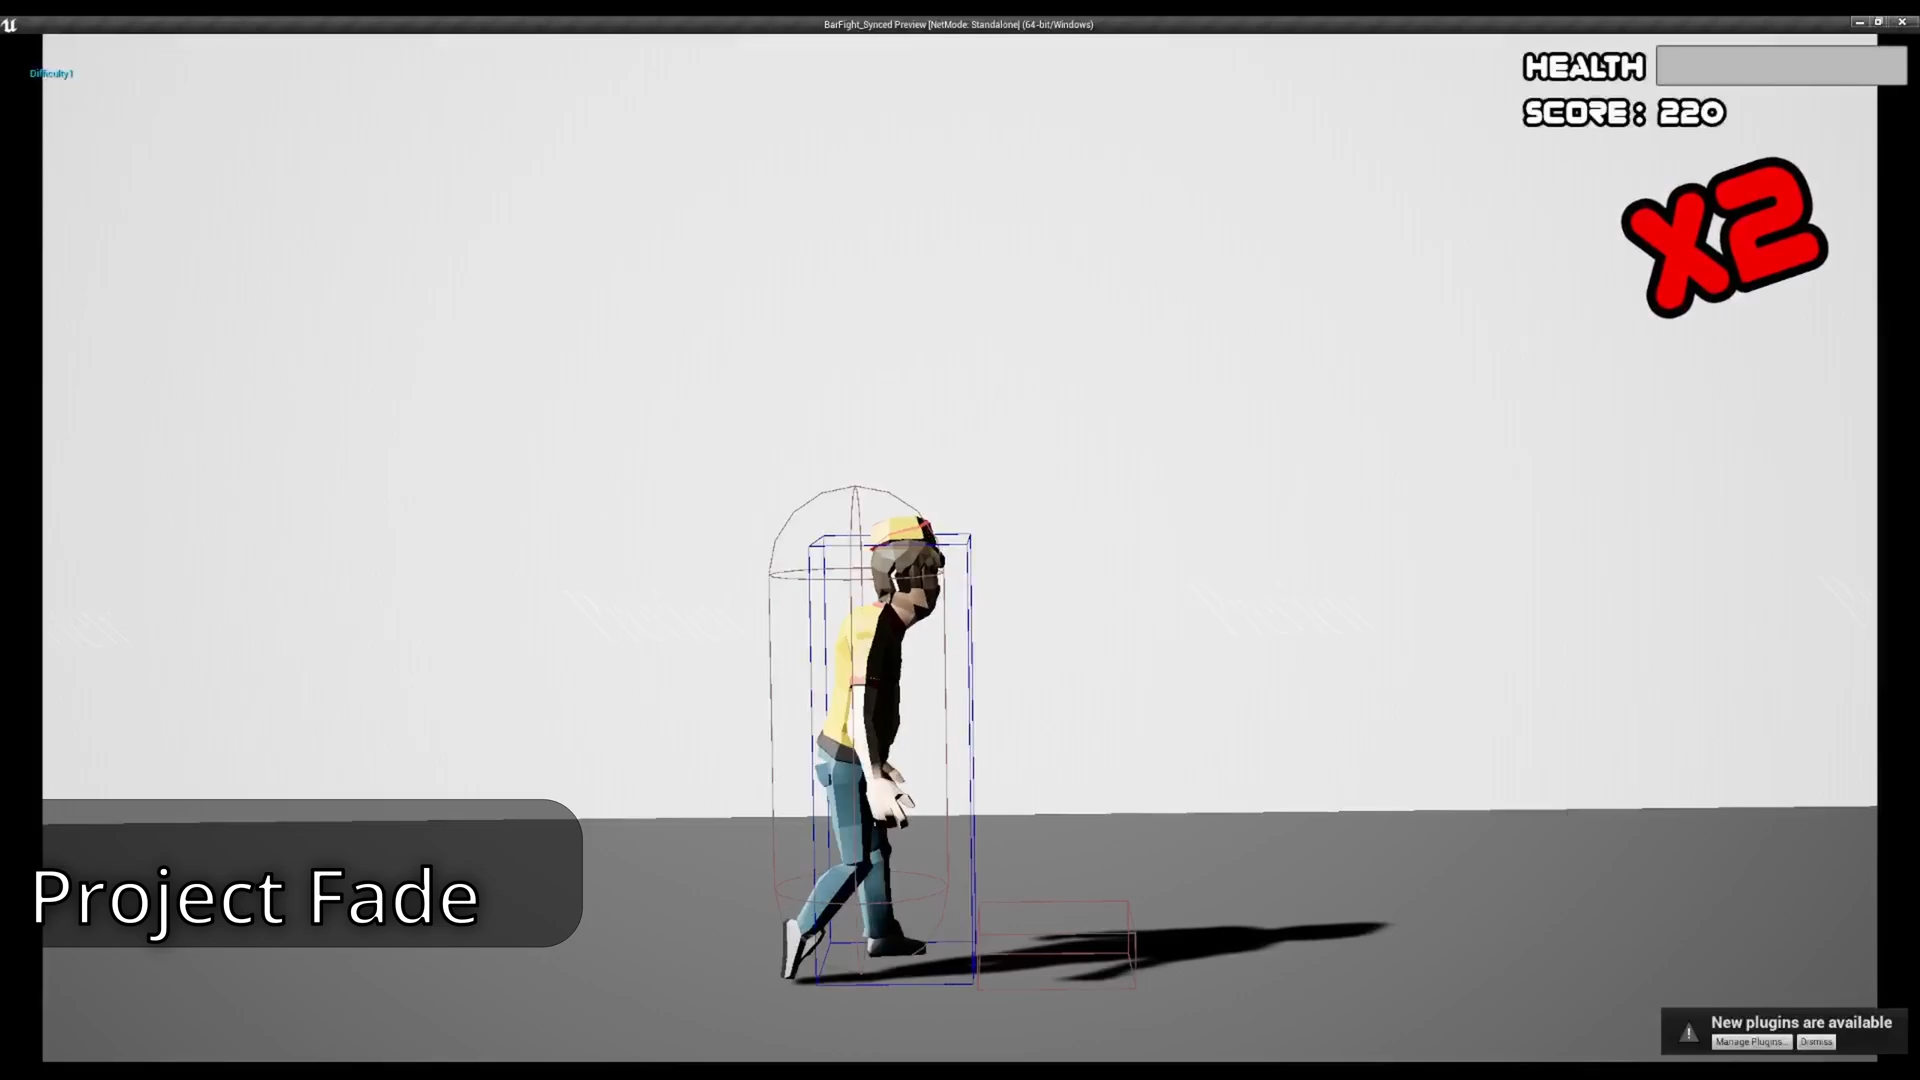 BarFight_Synced Preview [NetMode: Standalone] (64-bit/Windows)
Difficulty1
HEALTH
SCORE: 220
X2
Project Fade
New plugins are available
Manage Plugins...
Dismiss